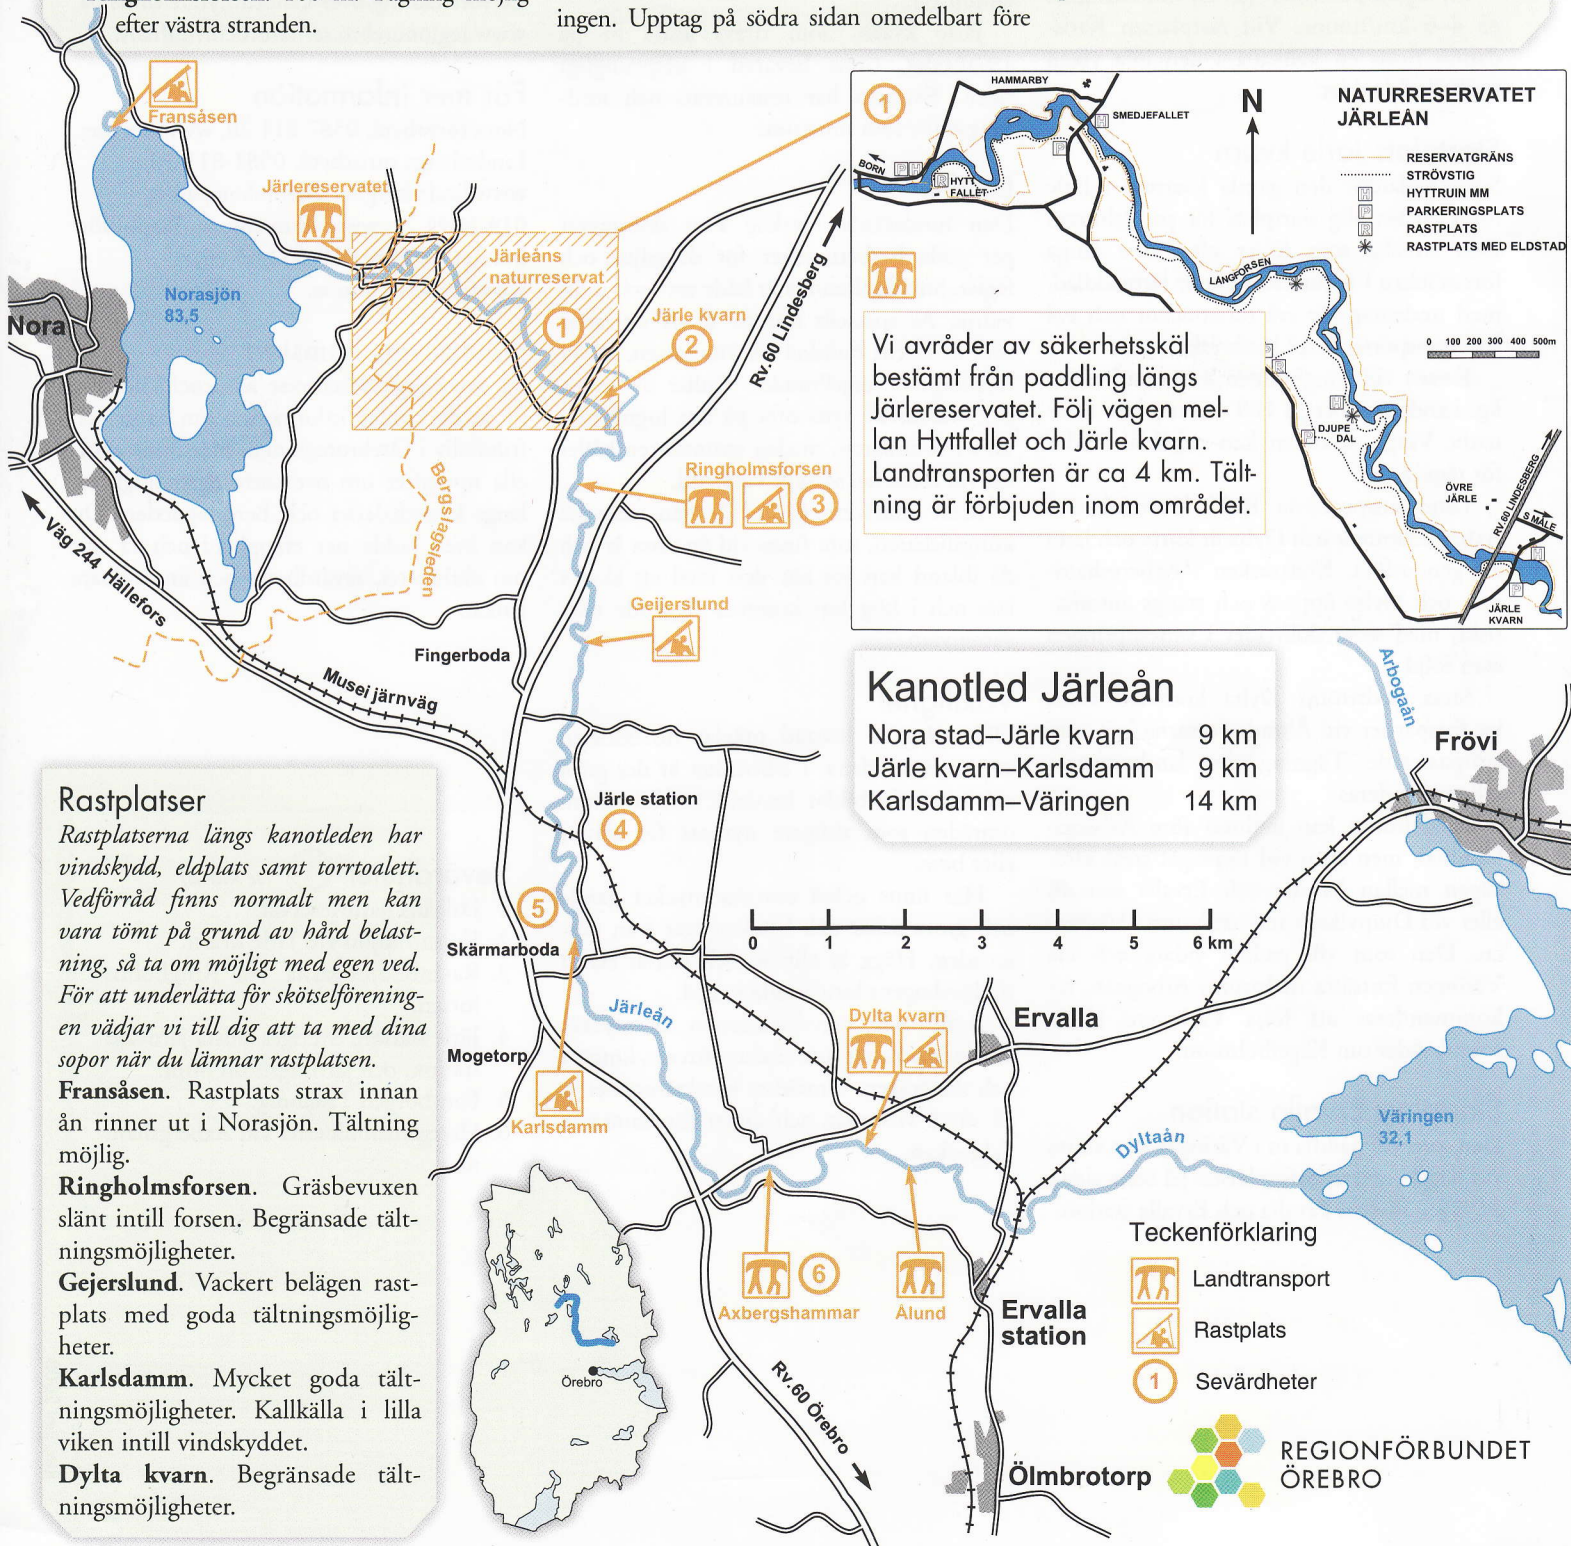 efter västra stranden.
ingen. Upptag på södra sidan omedelbart före
Fransåsen
Järlereservatet
Norasjön
83,5
Nora
Järleåns
naturreservat
1
Järle kvarn
2
Rv.60 Lindesberg
Ringholmsforsen
3
Bergslagsleden
Väg 244 Hällefors
Geijerslund
Fingerboda
Musei järnväg
1
HAMMARBY
SMEDJEFALLET
BORN
P H
R
HYTT
FALLET
H
P
N
NATURRESERVATET
JÄRLEÅN
RESERVATGRÄNS
STRÖVSTIG
H HYTTRUIN MM
P PARKERINGSPLATS
R RASTPLATS
RASTPLATS MED ELDSTAD
LÅNGFORSEN
0 100 200 300 400 500m
R
H
DJUPE
DAL
P
ÖVRE
JÄRLE
RV.60 LINDESBERG
S MÅLE
H
P
JÄRLE
KVARN
Vi avråder av säkerhetsskäl
bestämt från paddling längs
Järlereservatet. Följ vägen mel-
lan Hyttfallet och Järle kvarn.
Landtransporten är ca 4 km. Tält-
ning är förbjuden inom området.
Kanotled Järleån
Nora stad–Järle kvarn 9 km
Järle kvarn–Karlsdamm 9 km
Karlsdamm–Väringen 14 km
Arbogaån
Frövi
Rastplatser
Rastplatserna längs kanotleden har
vindskydd, eldplats samt torrtoalett.
Vedförråd finns normalt men kan
vara tömt på grund av hård belast-
ning, så ta om möjligt med egen ved.
För att underlätta för skötselförening-
en vädjar vi till dig att ta med dina
sopor när du lämnar rastplatsen.
Fransåsen. Rastplats strax innan
ån rinner ut i Norasjön. Tältning
möjlig.
Ringholmsforsen. Gräsbevuxen
slänt intill forsen. Begränsade tält-
ningsmöjligheter.
Gejerslund. Vackert belägen rast-
plats med goda tältningsmöjlig-
heter.
Karlsdamm. Mycket goda tält-
ningsmöjligheter. Kallkälla i lilla
viken intill vindskyddet.
Dylta kvarn. Begränsade tält-
ningsmöjligheter.
Järle station
4
5
Skärmarboda
0 1 2 3 4 5 6 km
Järleån
Mogetorp
Karlsdamm
Dylta kvarn
Ervalla
Dyltaån
Väringen
32,1
6
Axbergshammar
Ålund
Ervalla
station
Örebro
Rv.60 Örebro
Ölmbrotorp
Teckenförklaring
Landtransport
Rastplats
1 Sevärdheter
REGIONFÖRBUNDET
ÖREBRO